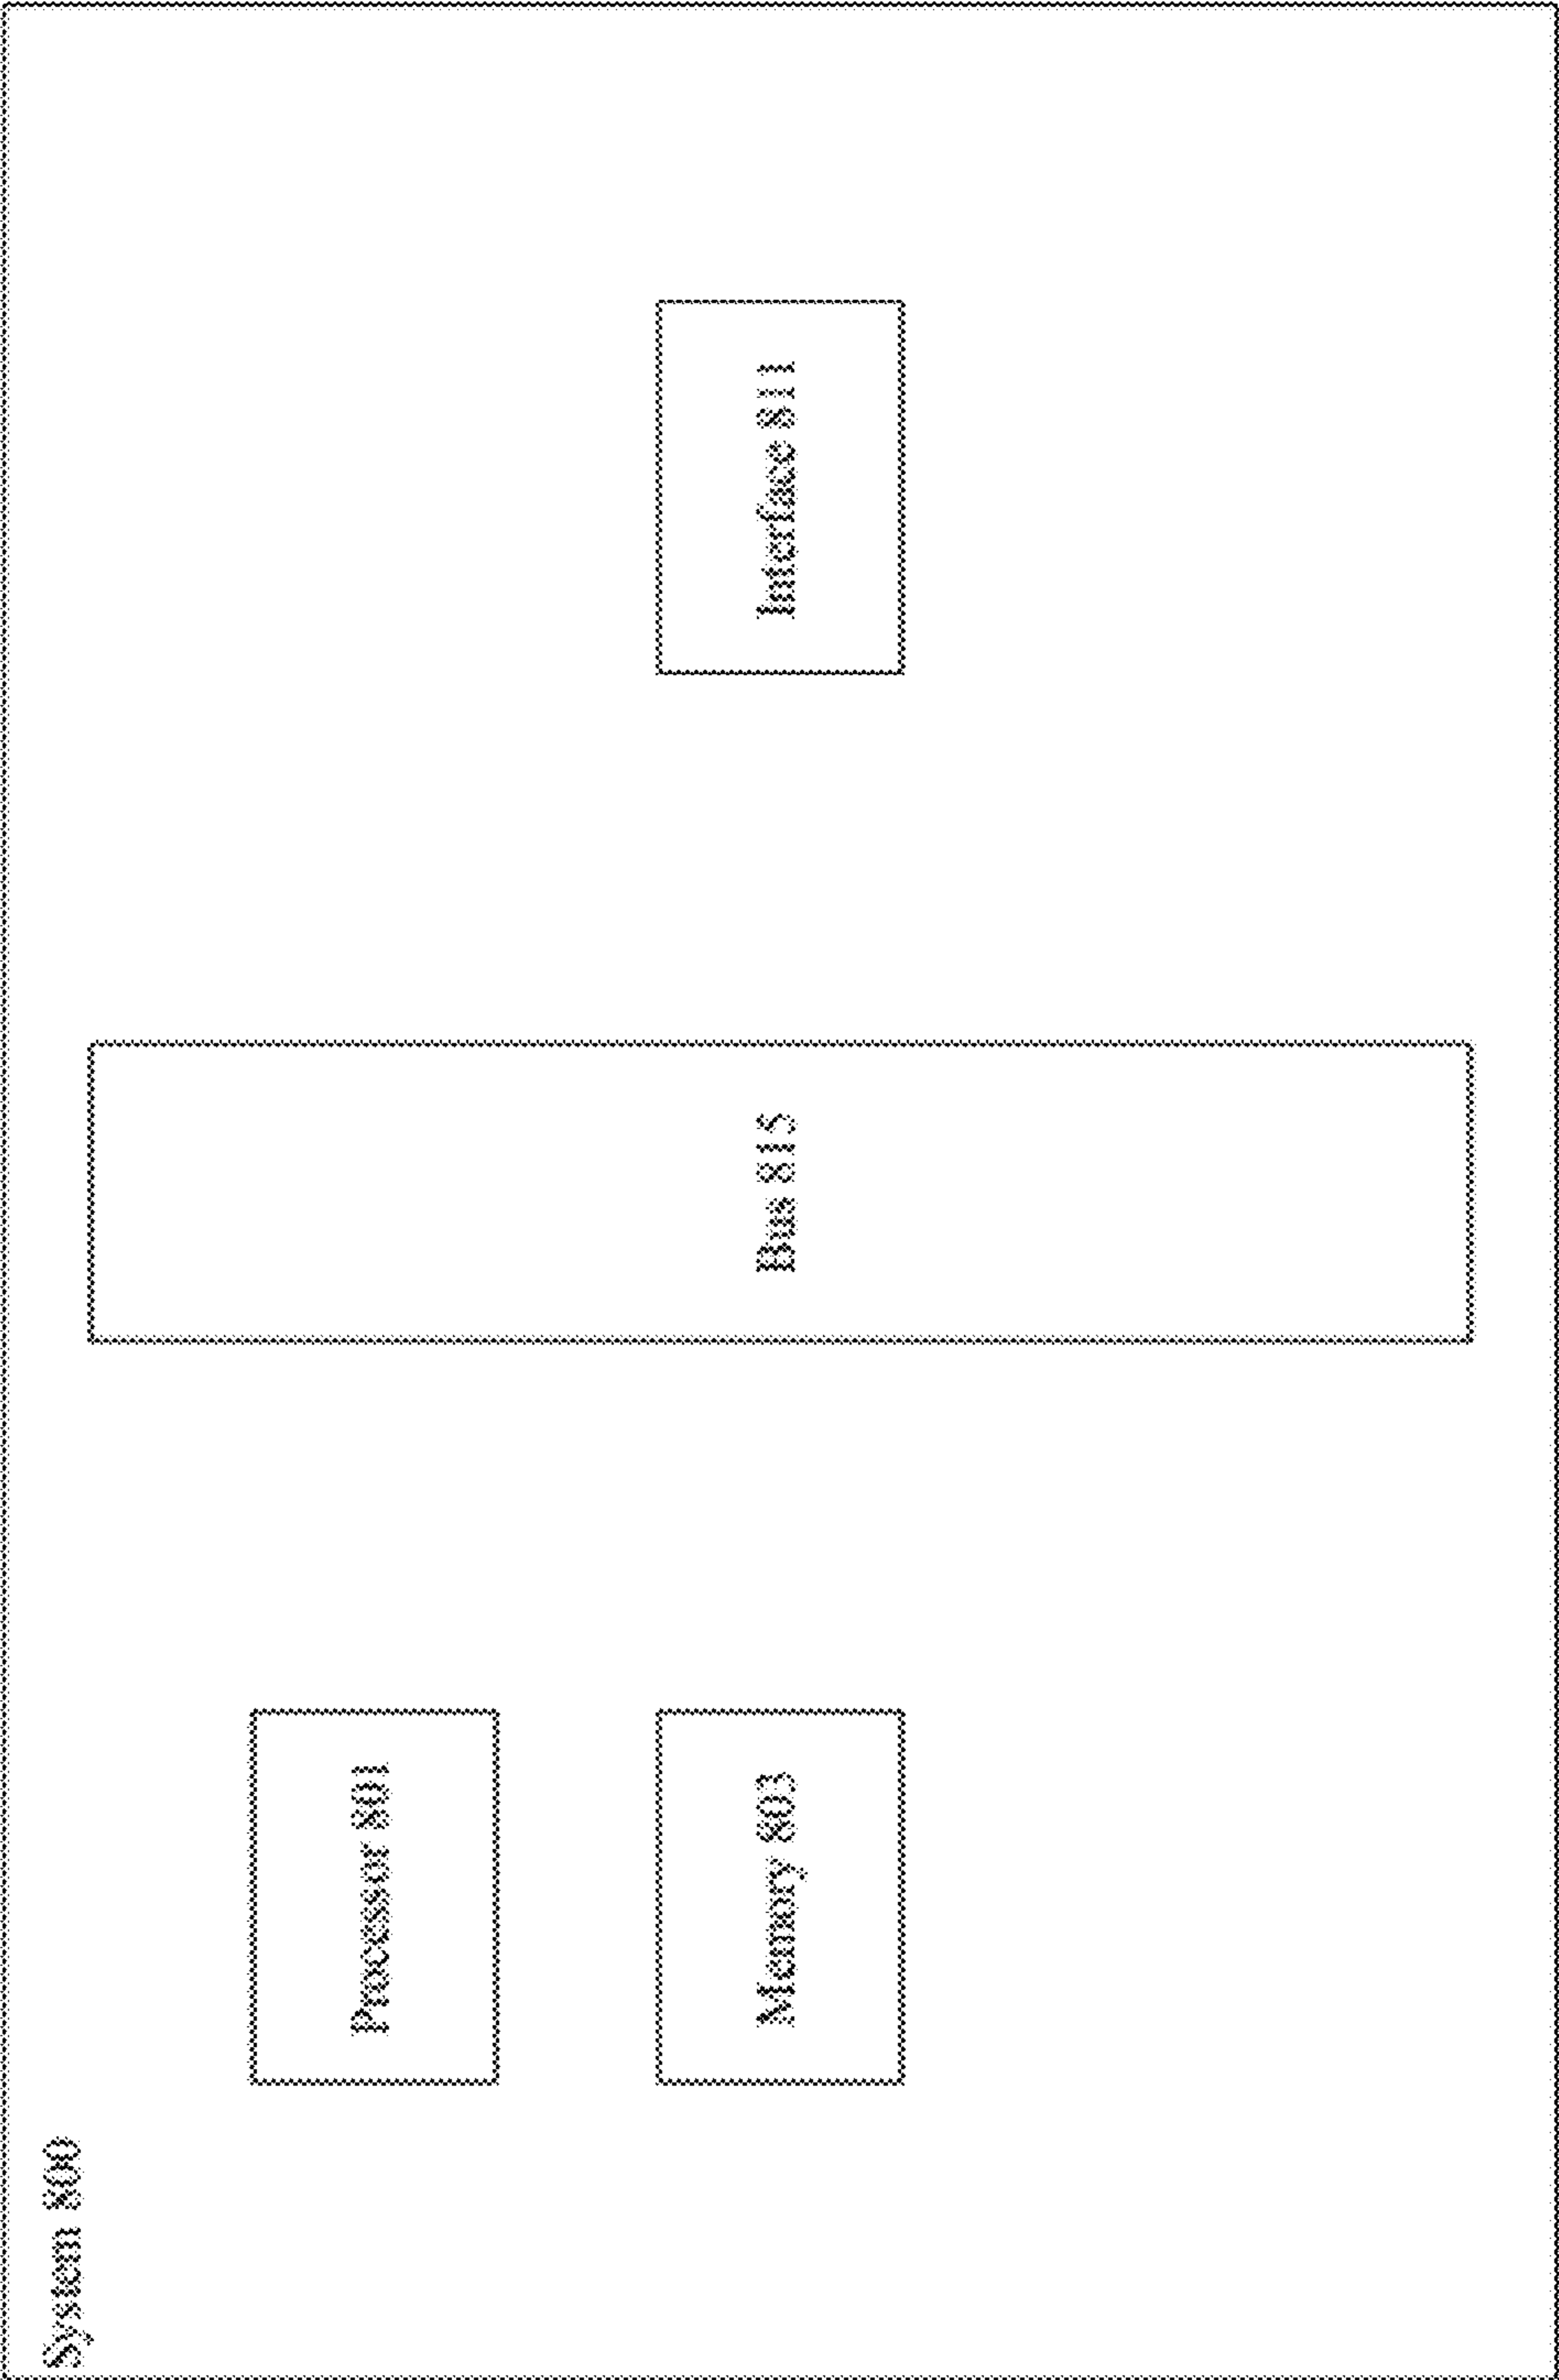 System 800
Processor 801
Memory 803
Bus 815
Interface 811